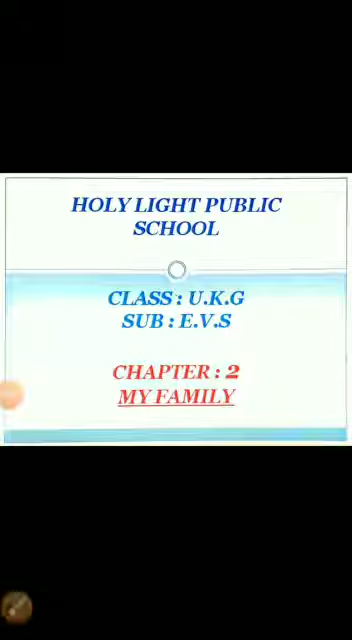 HOLY LIGHT PUBLIC
SCHOOL
CLASS : U.K.G
SUB : E.V.S
CHAPTER : 2
MY FAMILY